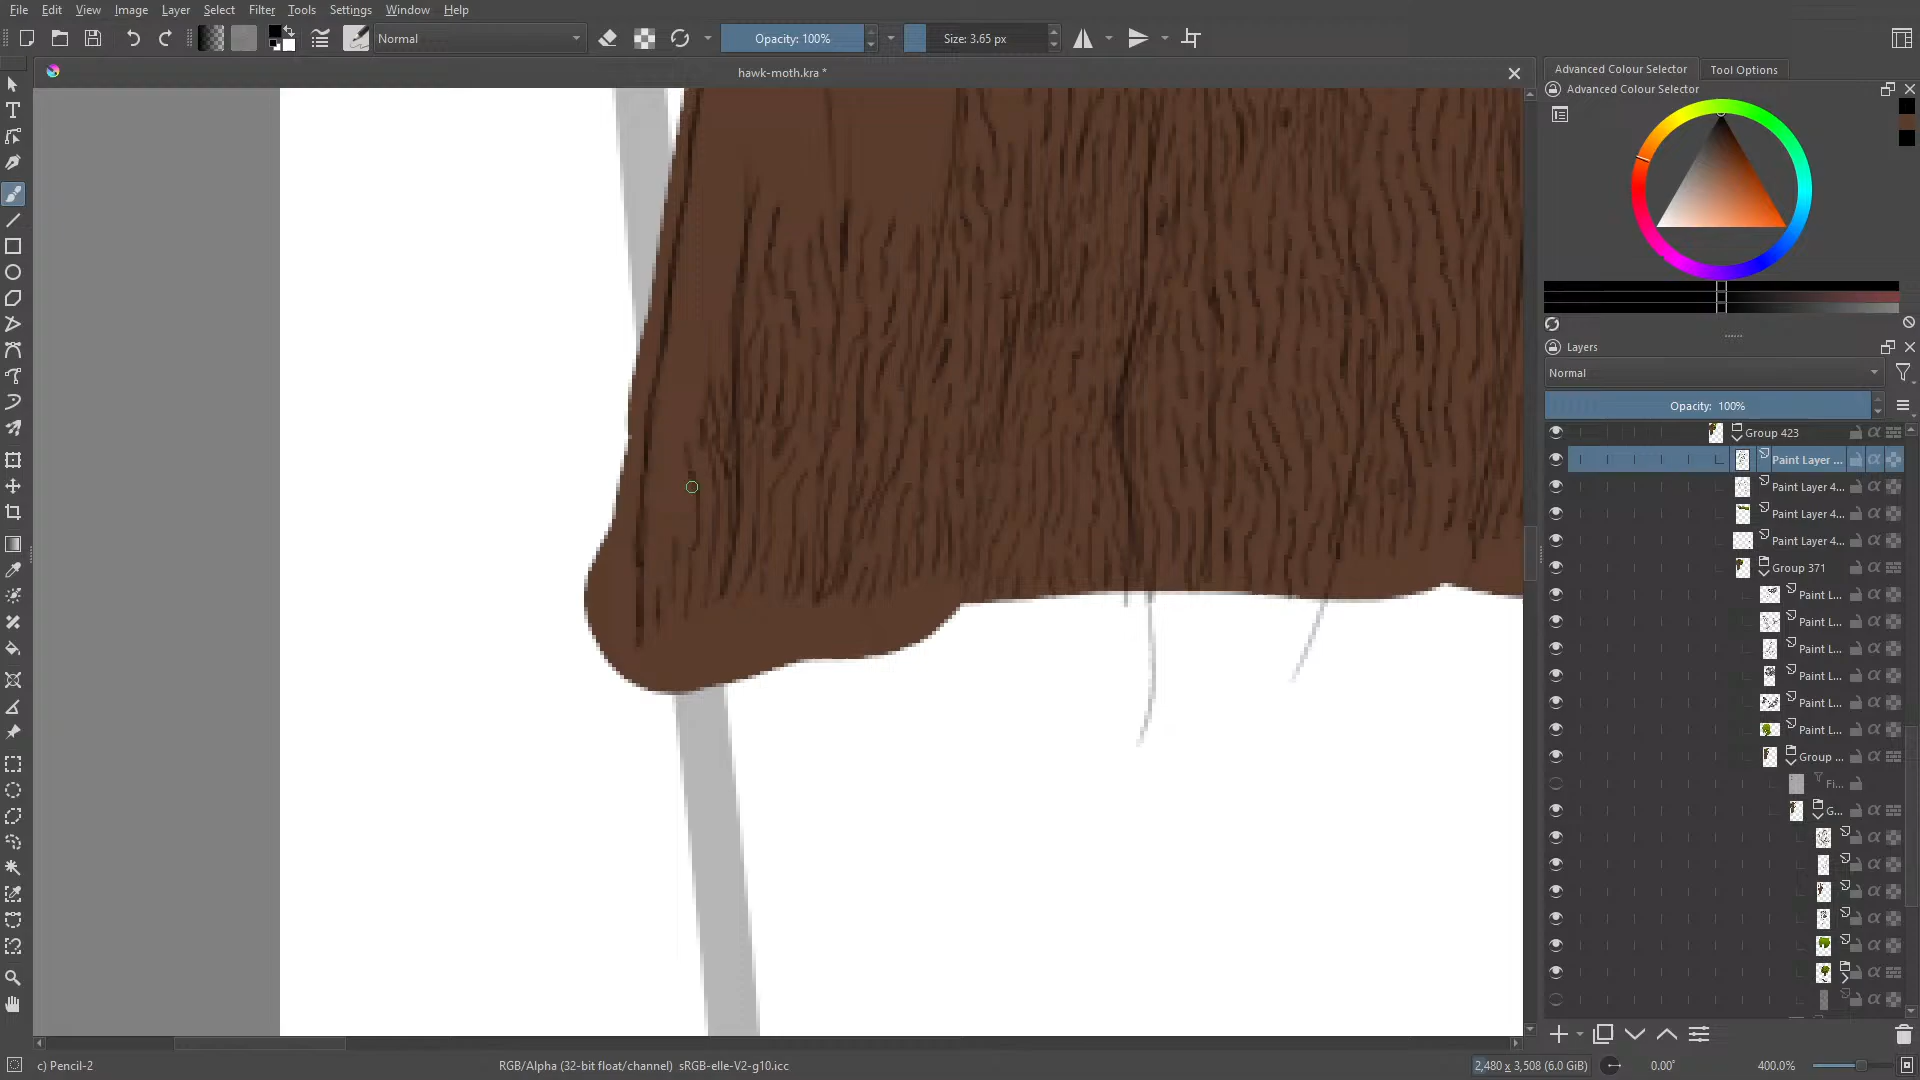 File Edit View Image Layer Select Filter Tools Settings Window Help
Normal Opacity: 100% Size: 3.65 px
hawk-moth.kra *
Advanced Colour Selector Tool Options
Advanced Colour Selector
Layers
Normal
Opacity: 100%
Group 423
Paint Layer ...
Paint Layer 4...
Paint Layer 4...
Paint Layer 4...
Group 371
Paint L...
Paint L...
Paint L...
Paint L...
Paint L...
Paint L...
Group ...
Fi...
G...
c) Pencil-2 RGB/Alpha (32-bit float/channel) sRGB-elle-V2-g10.icc 2,480 x 3,508 (6.0 GiB) 0.00° 400.0%